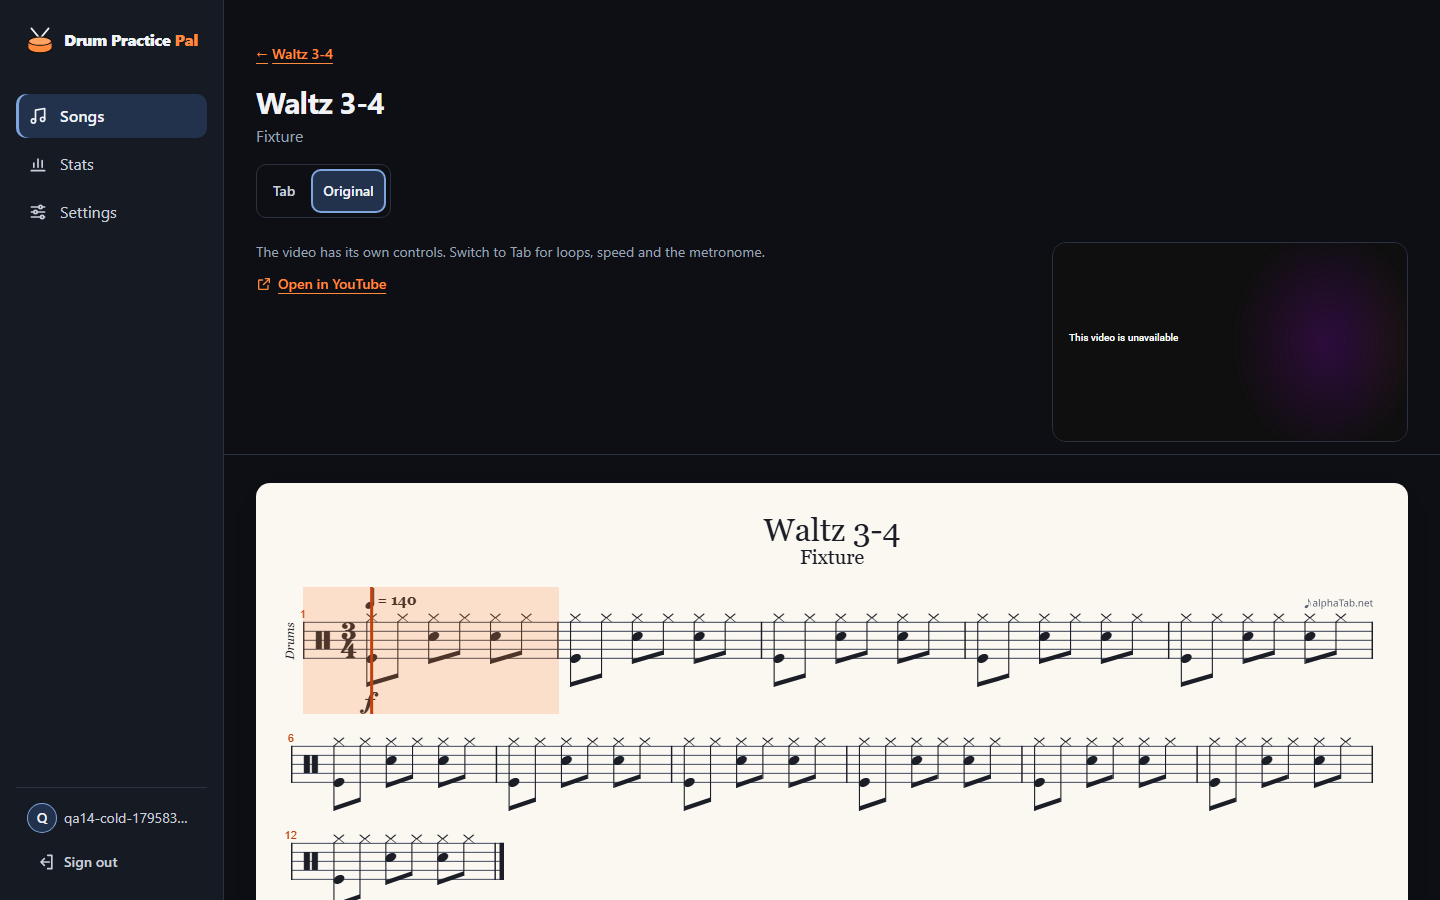 Drum Practice Pal
Songs
Stats
Settings
qa14-cold-179583...
Sign out
← Waltz 3-4
Waltz 3-4
Fixture
Tab
Original
The video has its own controls. Switch to Tab for loops, speed and the metronome.
Open in YouTube
This video is unavailable
Waltz 3-4
Fixture
= 140
alphaTab.net
1
Drums
3
4
f
6
12
Q